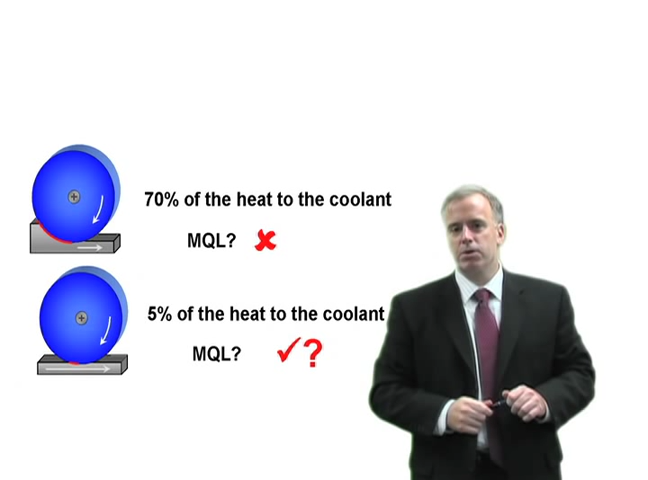 70% of the heat to the coolant
MQL? ✘
5% of the heat to the coolant
MQL? ✓?